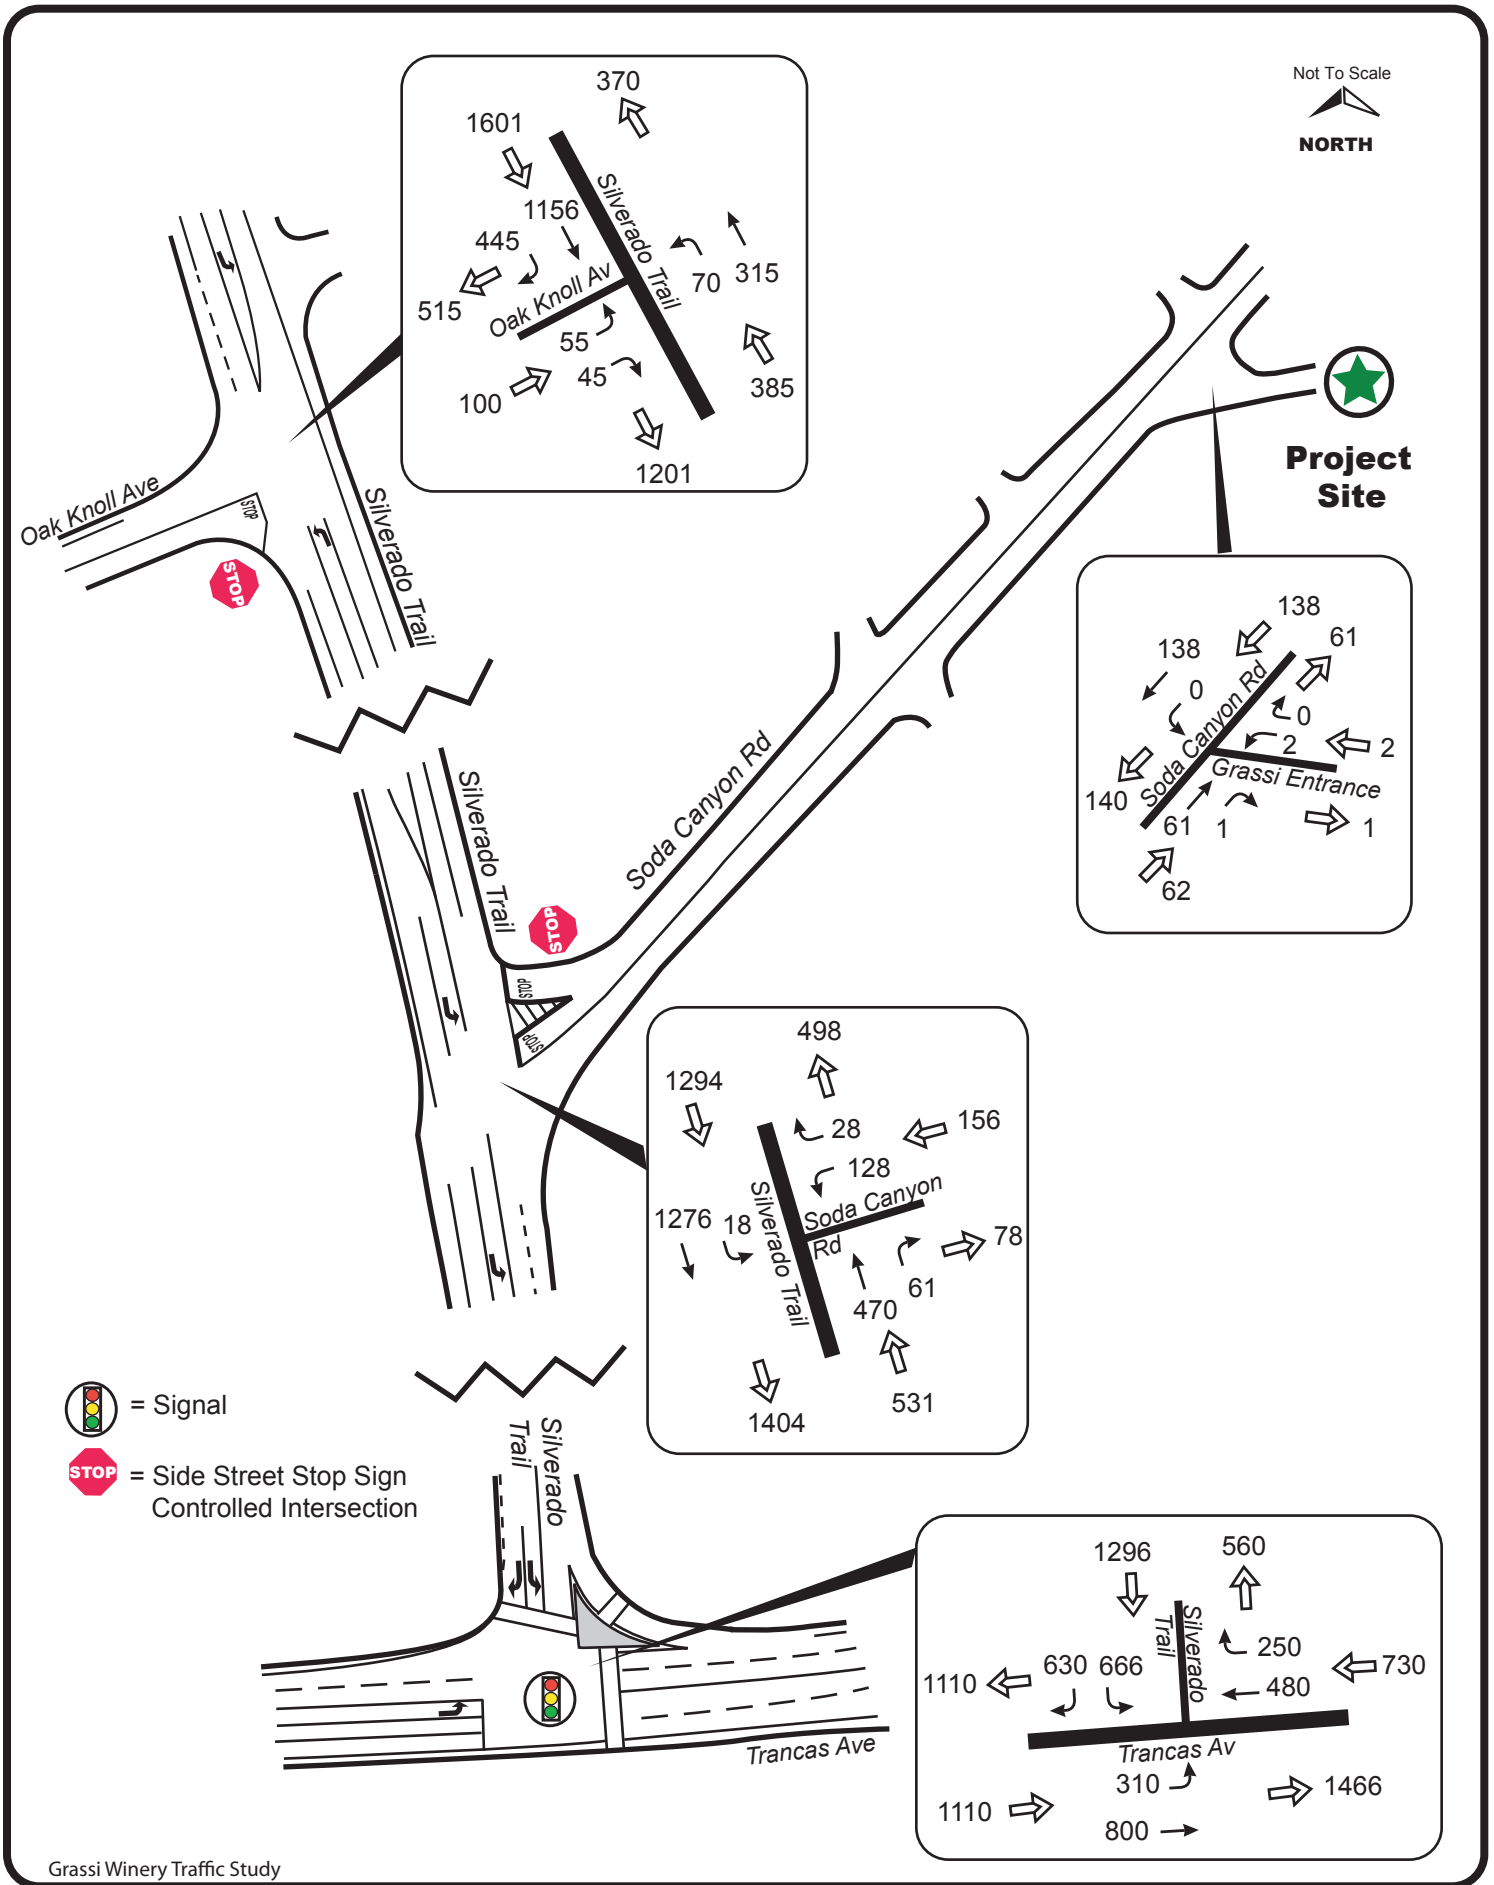 Not To Scale
NORTH
370
1601
Silverado Trail
1156
445
515
Oak Knoll Av
70
315
55
45
100
385
1201
Oak Knoll Ave
STOP
STOP
Silverado Trail
Project
Site
138
61
138
0
Soda Canyon Rd
0
2
2
Grassi Entrance
140
61
1
1
62
Silverado Trail
Soda Canyon Rd
STOP
STOP
STOP
498
1294
28
156
128
Soda Canyon
Rd
Silverado Trail
1276
18
78
61
470
531
1404
= Signal
STOP
= Side Street Stop Sign
Controlled Intersection
Silverado
Trail
1296
560
Silverado
Trail
250
1110
630
666
730
480
Trancas Av
310
1466
1110
800
Trancas Ave
Grassi Winery Traffic Study